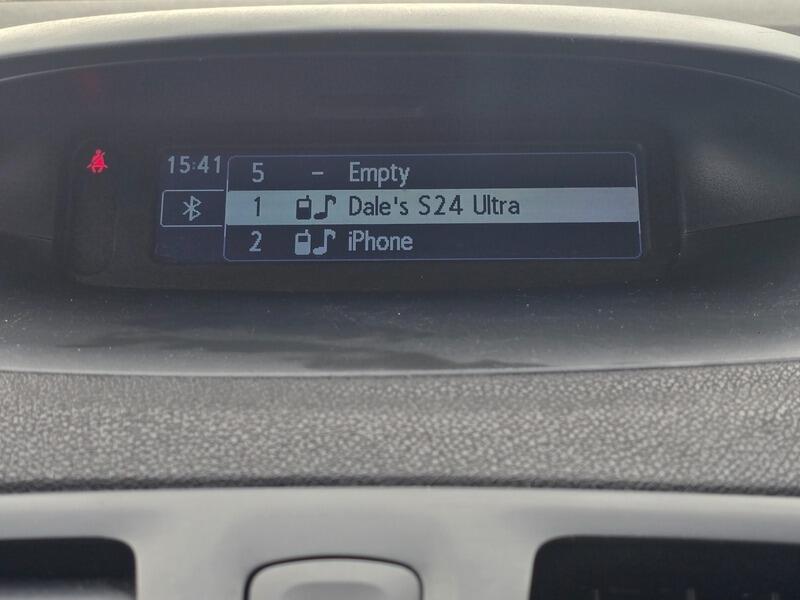 15:41
5 - Empty
1 Dale's S24 Ultra
2 iPhone